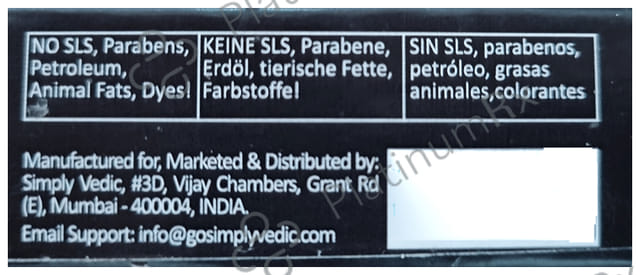 NO SLS, Parabens,
Petroleum,
Animal Fats, Dyes!
KEINE SLS, Parabene,
Erdöl, tierische Fette,
Farbstoffe!
SIN SLS, parabenos,
petróleo, grasas
animales,colorantes
Manufactured for, Marketed & Distributed by:
Simply Vedic, #3D, Vijay Chambers, Grant Rd
(E), Mumbai - 400004, INDIA.
Email Support: info@gosimplyvedic.com
PlatinumRx